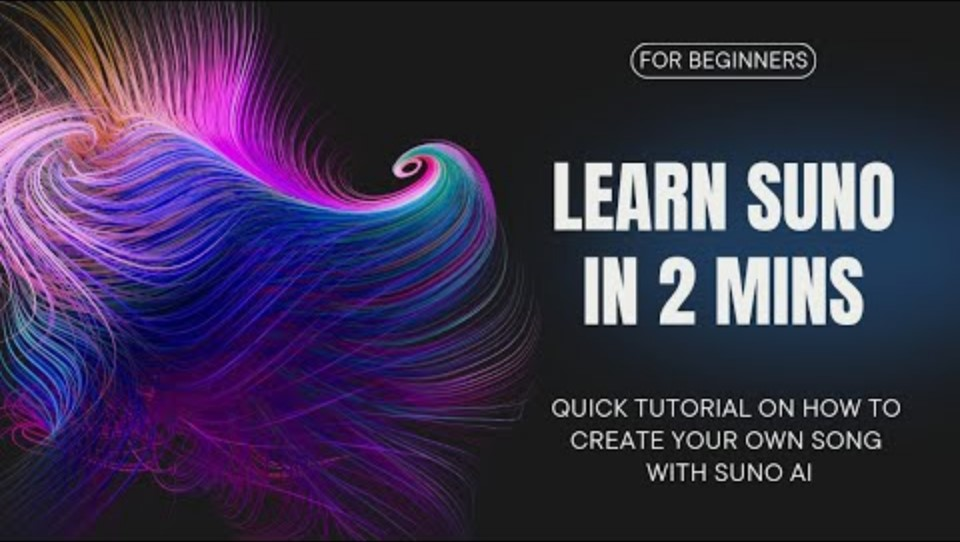 FOR BEGINNERS
LEARN SUNO
IN 2 MINS
QUICK TUTORIAL ON HOW TO
CREATE YOUR OWN SONG
WITH SUNO AI